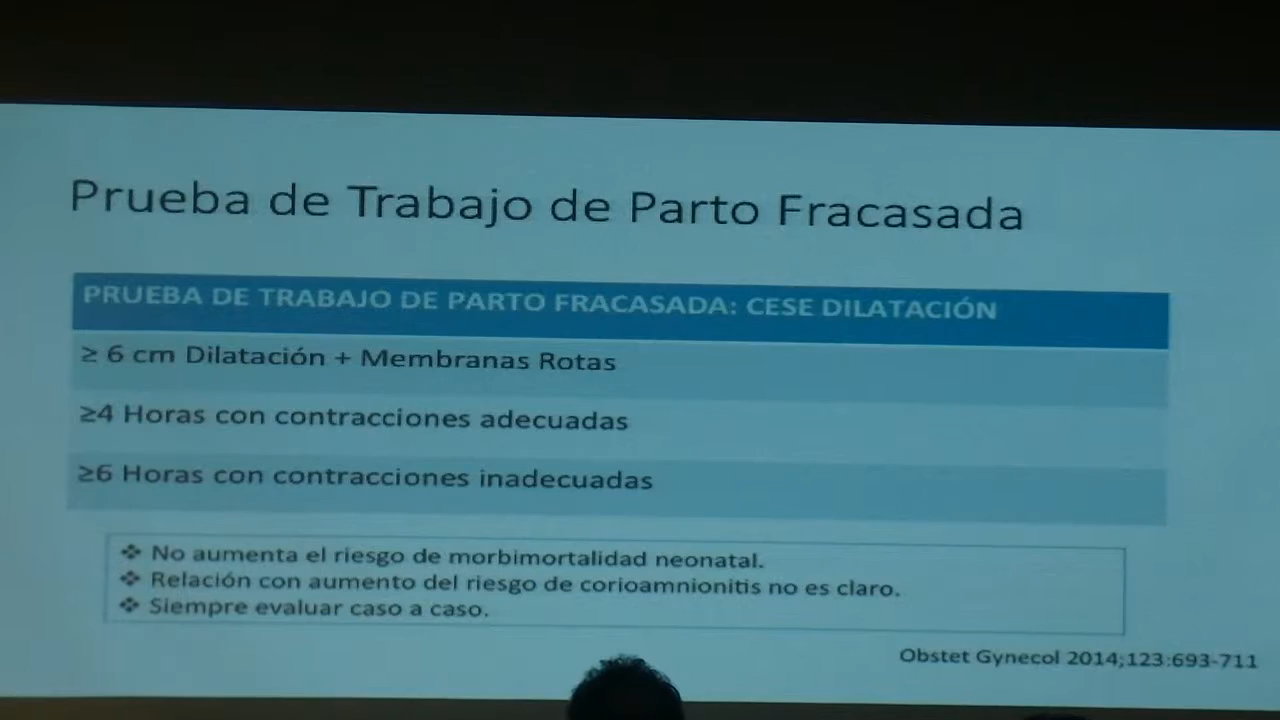 Prueba de Trabajo de Parto Fracasada
PRUEBA DE TRABAJO DE PARTO FRACASADA: CESE DILATACIÓN
≥ 6 cm Dilatación + Membranas Rotas
≥4 Horas con contracciones adecuadas
≥6 Horas con contracciones inadecuadas
❖ No aumenta el riesgo de morbimortalidad neonatal.
❖ Relación con aumento del riesgo de corioamnionitis no es claro.
❖ Siempre evaluar caso a caso.
Obstet Gynecol 2014;123:693-711